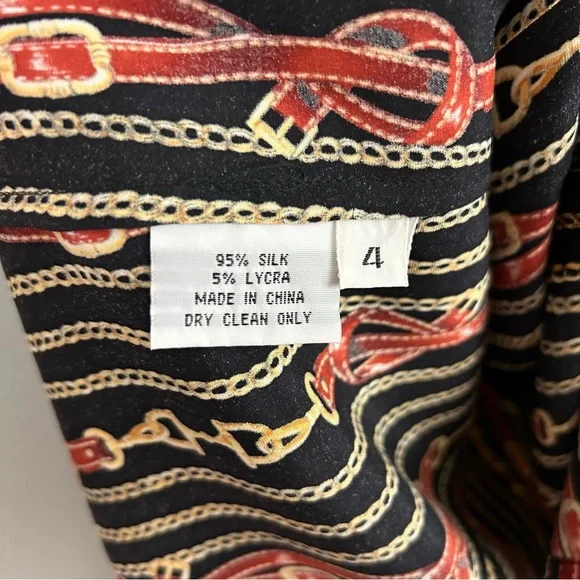 95% SILK
5% LYCRA
MADE IN CHINA
DRY CLEAN ONLY
4